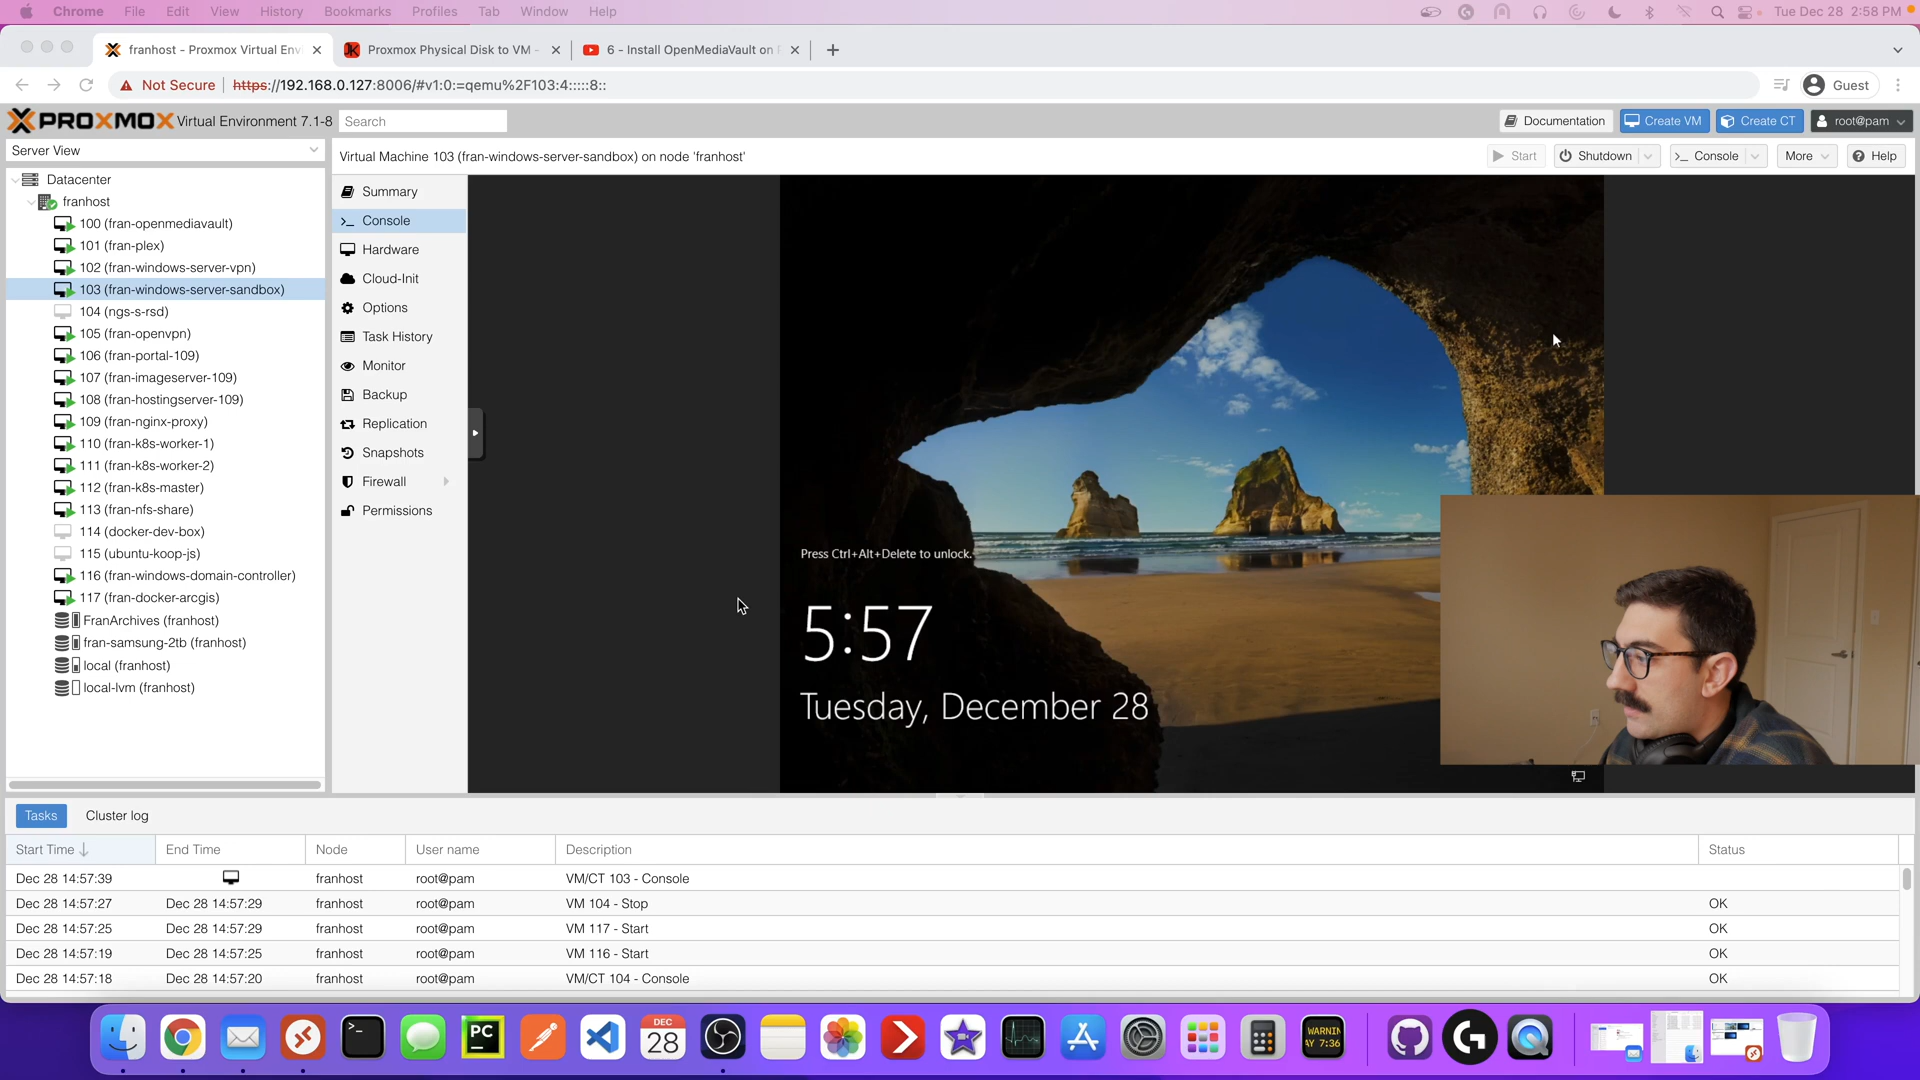 Chrome File Edit View History Bookmarks Profiles Tab Window Help Tue Dec 28 2:58 PM
franhost - Proxmox Virtual Envi
Proxmox Physical Disk to VM -
6 - Install OpenMediaVault on
Not Secure https://192.168.0.127:8006/#v1:0:=qemu%2F103:4:::::8:: Guest
PROXMOX Virtual Environment 7.1-8 Search Documentation Create VM Create CT root@pam
Server View
Virtual Machine 103 (fran-windows-server-sandbox) on node 'franhost' Start Shutdown Console More Help
Datacenter
franhost
100 (fran-openmediavault)
101 (fran-plex)
102 (fran-windows-server-vpn)
103 (fran-windows-server-sandbox)
104 (ngs-s-rsd)
105 (fran-openvpn)
106 (fran-portal-109)
107 (fran-imageserver-109)
108 (fran-hostingserver-109)
109 (fran-nginx-proxy)
110 (fran-k8s-worker-1)
111 (fran-k8s-worker-2)
112 (fran-k8s-master)
113 (fran-nfs-share)
114 (docker-dev-box)
115 (ubuntu-koop-js)
116 (fran-windows-domain-controller)
117 (fran-docker-arcgis)
FranArchives (franhost)
fran-samsung-2tb (franhost)
local (franhost)
local-lvm (franhost)
Summary
Console
Hardware
Cloud-Init
Options
Task History
Monitor
Backup
Replication
Snapshots
Firewall
Permissions
Press Ctrl+Alt+Delete to unlock.
5:57
Tuesday, December 28
Tasks Cluster log
Start Time End Time Node User name Description Status
Dec 28 14:57:39 franhost root@pam VM/CT 103 - Console
Dec 28 14:57:27 Dec 28 14:57:29 franhost root@pam VM 104 - Stop OK
Dec 28 14:57:25 Dec 28 14:57:29 franhost root@pam VM 117 - Start OK
Dec 28 14:57:19 Dec 28 14:57:25 franhost root@pam VM 116 - Start OK
Dec 28 14:57:18 Dec 28 14:57:20 franhost root@pam VM/CT 104 - Console OK
PC
DEC
28
WARNIN
AY 7:36